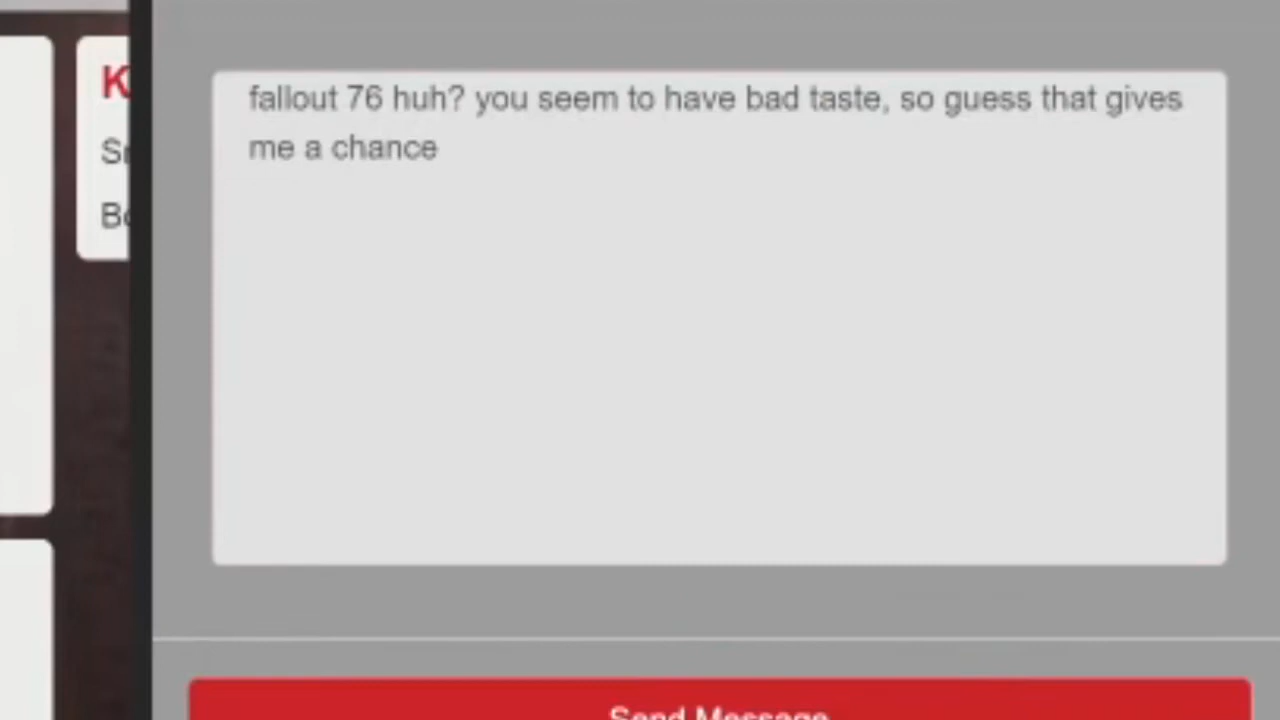 K
fallout 76 huh? you seem to have bad taste, so guess that gives
me a chance
Send Message